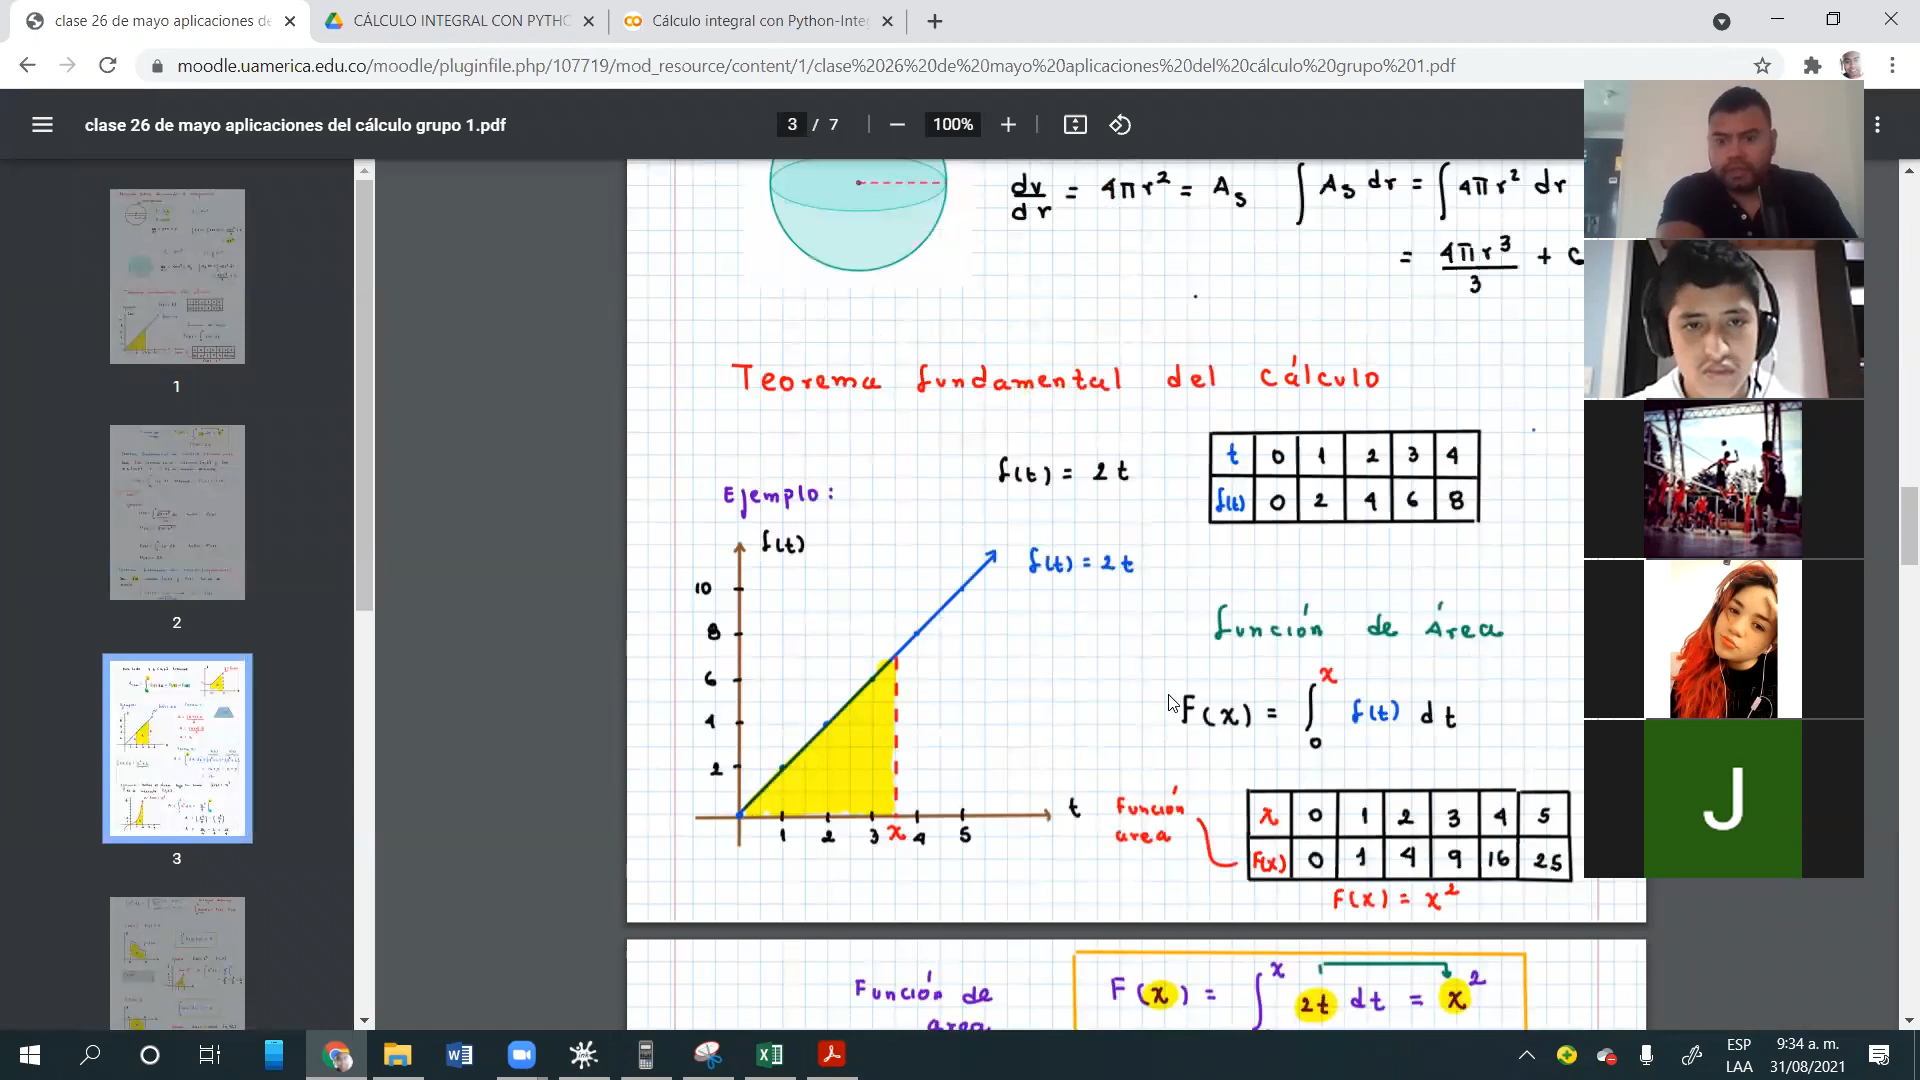 clase 26 de mayo aplicaciones de
CÁLCULO INTEGRAL CON PYTHO
Cálculo integral con Python-Inte
moodle.uamerica.edu.co/moodle/pluginfile.php/107719/mod_resource/content/1/clase%2026%20de%20mayo%20aplicaciones%20del%20cálculo%20grupo%201.pdf
clase 26 de mayo aplicaciones del cálculo grupo 1.pdf
3 / 7
100%
1
2
3
dv/dr = 4πr² = As
∫ As dr = ∫ 4πr² dr
= 4πr³/3 + c
Teorema fundamental del cálculo
Ejemplo:
f(t) = 2t
t 0 1 2 3 4
f(t) 0 2 4 6 8
f(t)
f(t) = 2t
10
8
6
4
2
1 2 3 x 4 5
t
función de Área
F(x) = ∫₀ˣ f(t) dt
función
area
x 0 1 2 3 4 5
F(x) 0 1 4 9 16 25
F(x) = x²
Función de
area
F(x) = ∫ˣ 2t dt = x²
J
ESP
LAA
9:34 a. m.
31/08/2021